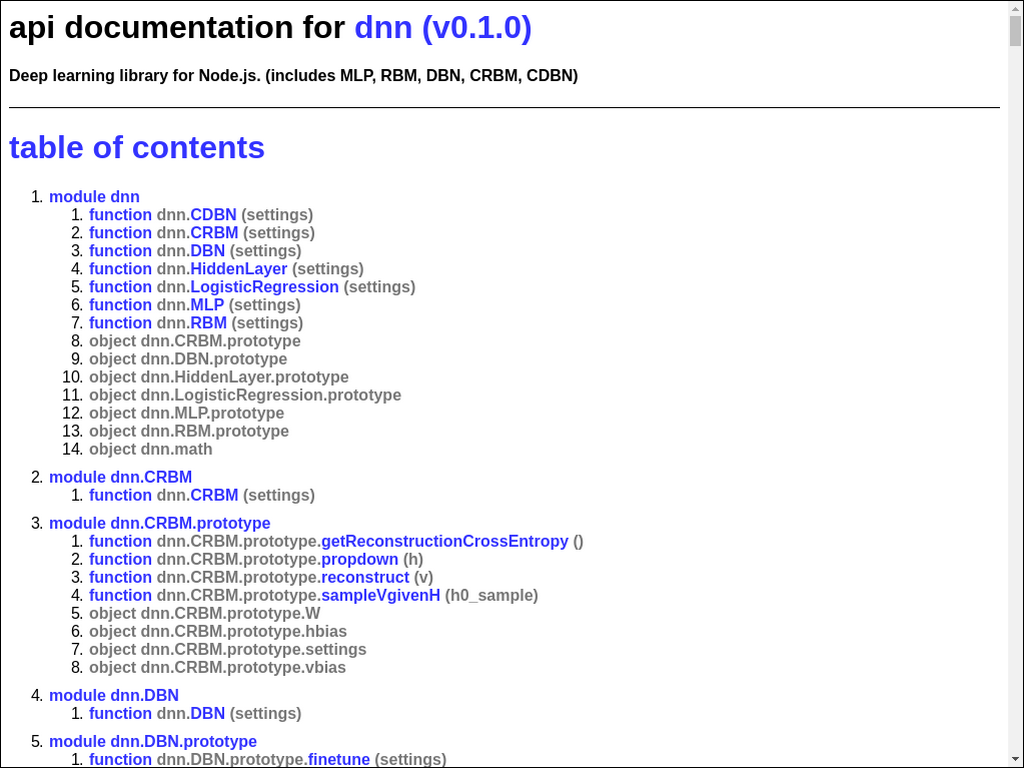 api documentation for dnn (v0.1.0)
Deep learning library for Node.js. (includes MLP, RBM, DBN, CRBM, CDBN)
table of contents
1. module dnn
1. function dnn.CDBN (settings)
2. function dnn.CRBM (settings)
3. function dnn.DBN (settings)
4. function dnn.HiddenLayer (settings)
5. function dnn.LogisticRegression (settings)
6. function dnn.MLP (settings)
7. function dnn.RBM (settings)
8. object dnn.CRBM.prototype
9. object dnn.DBN.prototype
10. object dnn.HiddenLayer.prototype
11. object dnn.LogisticRegression.prototype
12. object dnn.MLP.prototype
13. object dnn.RBM.prototype
14. object dnn.math
2. module dnn.CRBM
1. function dnn.CRBM (settings)
3. module dnn.CRBM.prototype
1. function dnn.CRBM.prototype.getReconstructionCrossEntropy ()
2. function dnn.CRBM.prototype.propdown (h)
3. function dnn.CRBM.prototype.reconstruct (v)
4. function dnn.CRBM.prototype.sampleVgivenH (h0_sample)
5. object dnn.CRBM.prototype.W
6. object dnn.CRBM.prototype.hbias
7. object dnn.CRBM.prototype.settings
8. object dnn.CRBM.prototype.vbias
4. module dnn.DBN
1. function dnn.DBN (settings)
5. module dnn.DBN.prototype
1. function dnn.DBN.prototype.finetune (settings)